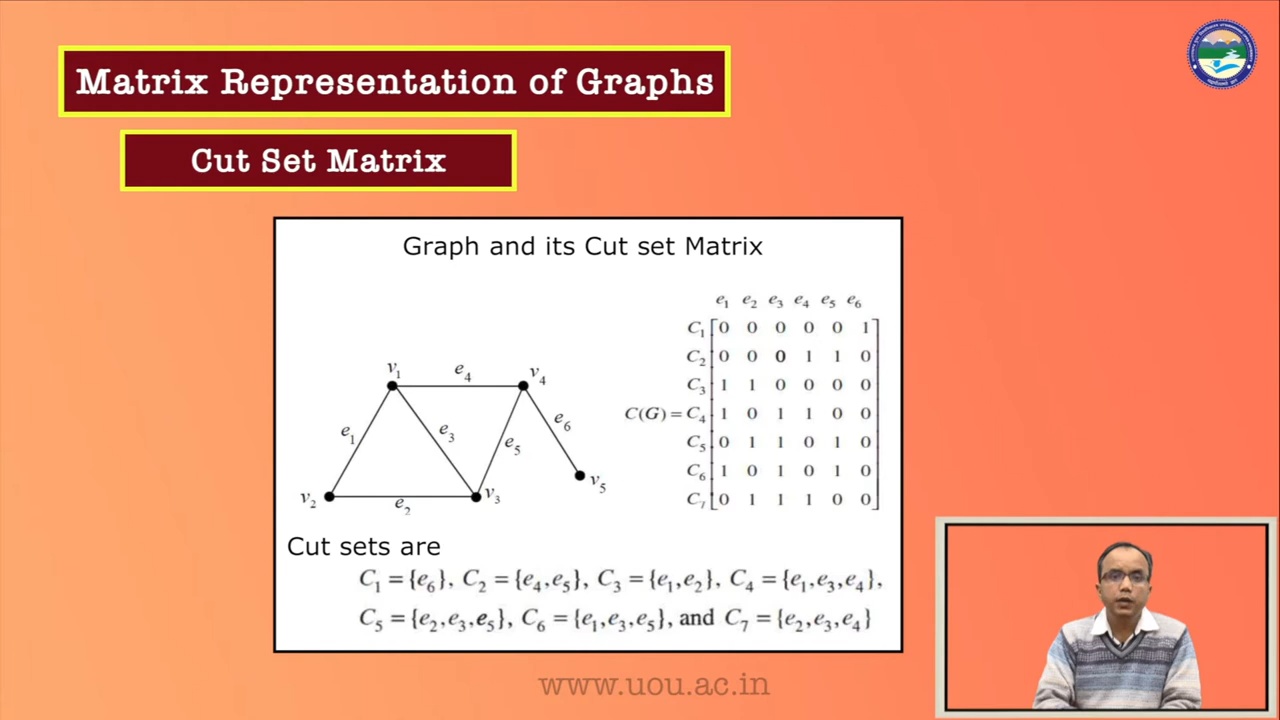 Matrix Representation of Graphs
Cut Set Matrix
Graph and its Cut set Matrix
e₁ e₂ e₃ e₄ e₅ e₆
C₁ 0 0 0 0 0 1
C₂ 0 0 0 1 1 0
C₃ 1 1 0 0 0 0
C(G) = C₄ 1 0 1 1 0 0
C₅ 0 1 1 0 1 0
C₆ 1 0 1 0 1 0
C₇ 0 1 1 1 0 0
v₁ e₄ v₄
e₁ e₃ e₅ e₆
v₂ e₂ v₃ v₅
Cut sets are
C₁ = {e₆}, C₂ = {e₄,e₅}, C₃ = {e₁,e₂}, C₄ = {e₁,e₃,e₄},
C₅ = {e₂,e₃,e₅}, C₆ = {e₁,e₃,e₅}, and C₇ = {e₂,e₃,e₄}
www.uou.ac.in